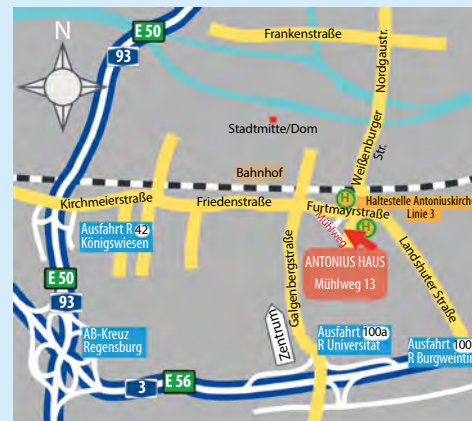 N
E 50
93
Frankenstraße
Nordgaustr.
Stadtmitte/Dom
Weißenburger
Str.
Bahnhof
Kirchmeierstraße
Friedenstraße
Furtmayrstraße
H
Haltestelle Antoniuskirche
Linie 3
Ausfahrt R 42
Königswiesen
Mühlweg
H
ANTONIUS HAUS
Mühlweg 13
Landshuter Straße
Galgenbergstraße
E 50
93
AB-Kreuz
Regensburg
Zentrum
Ausfahrt 100a
R Universität
Ausfahrt 100
R Burgweintin
3
E 56